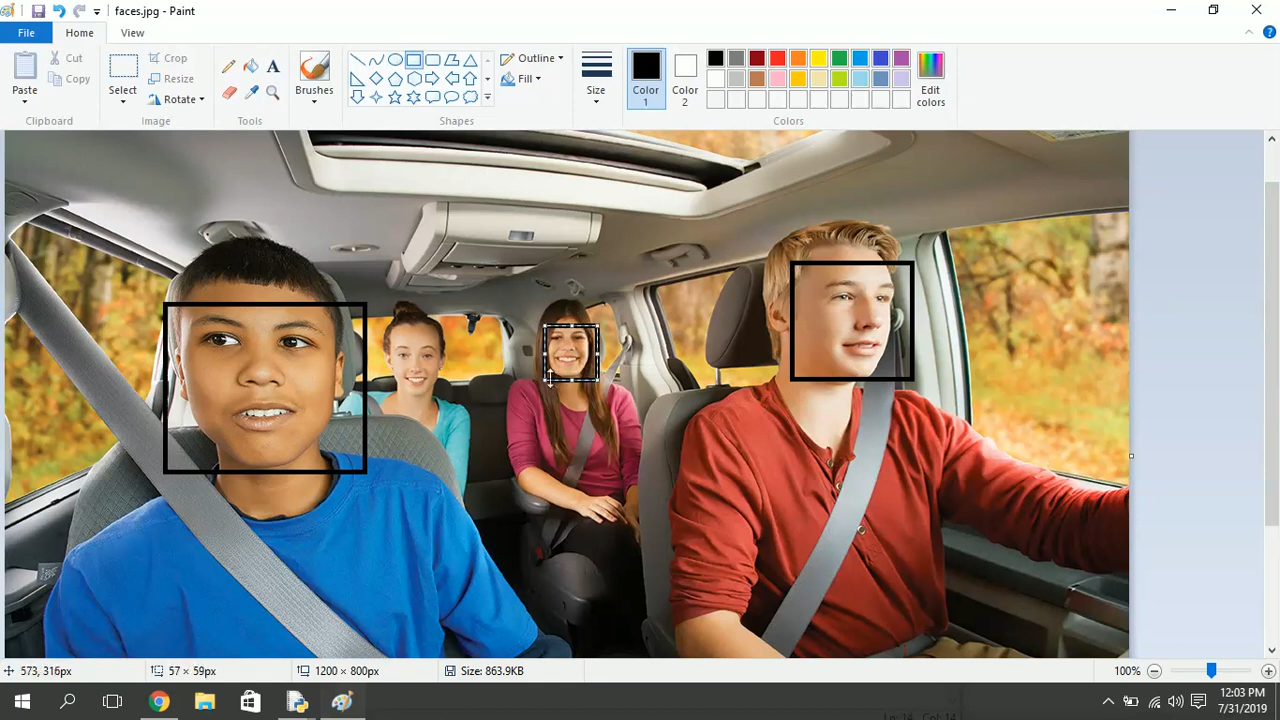 faces.jpg - Paint
File
Home
View
Paste
Cut
Copy
Clipboard
Select
Crop
Resize
Rotate
Image
Tools
Brushes
Shapes
Outline
Fill
Size
Color
1
Color
2
Colors
Edit
colors
573, 316px
57 × 59px
1200 × 800px
Size: 863.9KB
100%
12:03 PM
7/31/2019